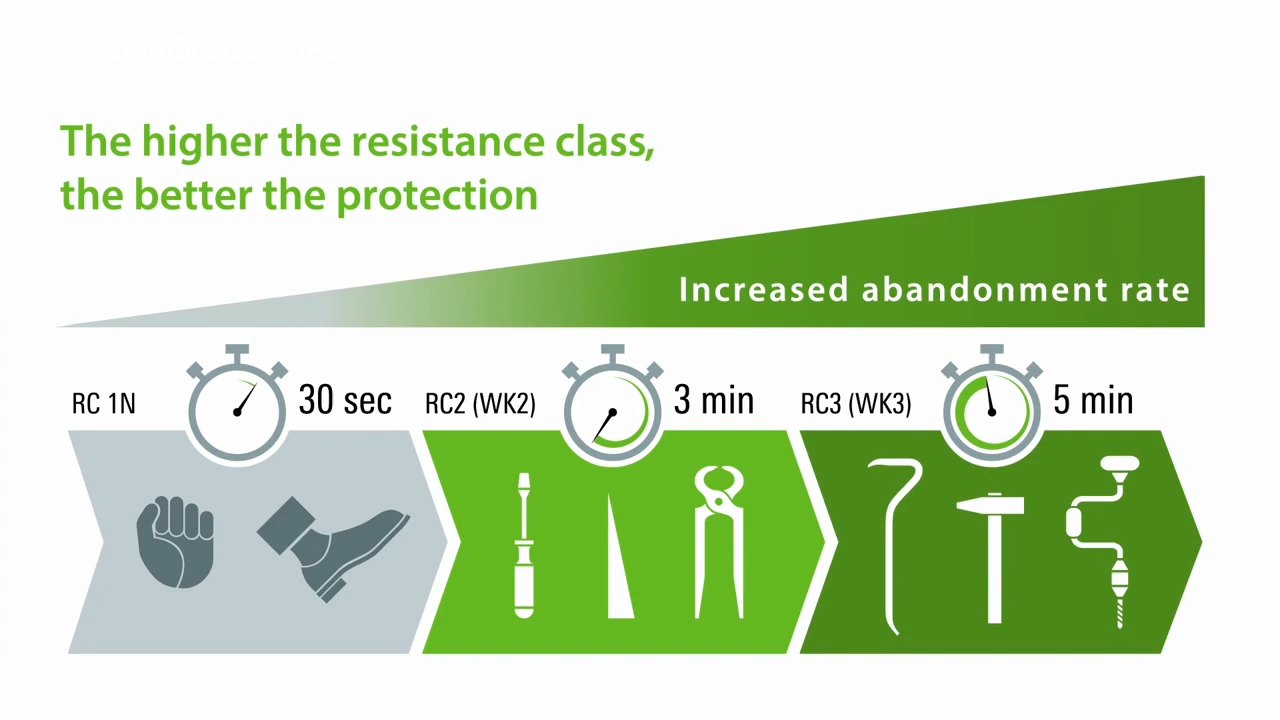 The higher the resistance class,
the better the protection
Increased abandonment rate
RC 1N
30 sec
RC2 (WK2)
3 min
RC3 (WK3)
5 min